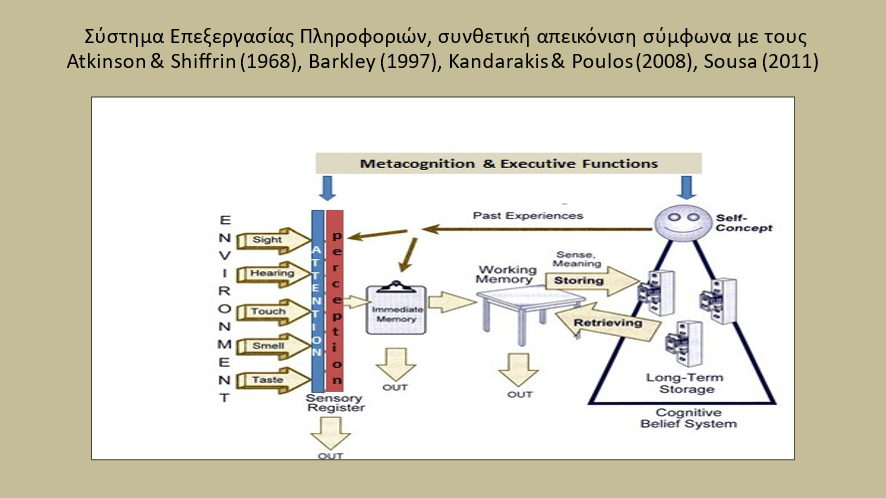 Σύστημα Επεξεργασίας Πληροφοριών, συνθετική απεικόνιση σύμφωνα με τους
Atkinson & Shiffrin (1968), Barkley (1997), Kandarakis & Poulos (2008), Sousa (2011)
Metacognition & Executive Functions
ENVIRONMENT
Sight
Hearing
Touch
Smell
Taste
ATTENTION
perception
Sensory
Register
OUT
Past Experiences
Immediate
Memory
OUT
Working
Memory
OUT
Sense,
Meaning
Storing
Retrieving
Self-
Concept
Long-Term
Storage
Cognitive
Belief System